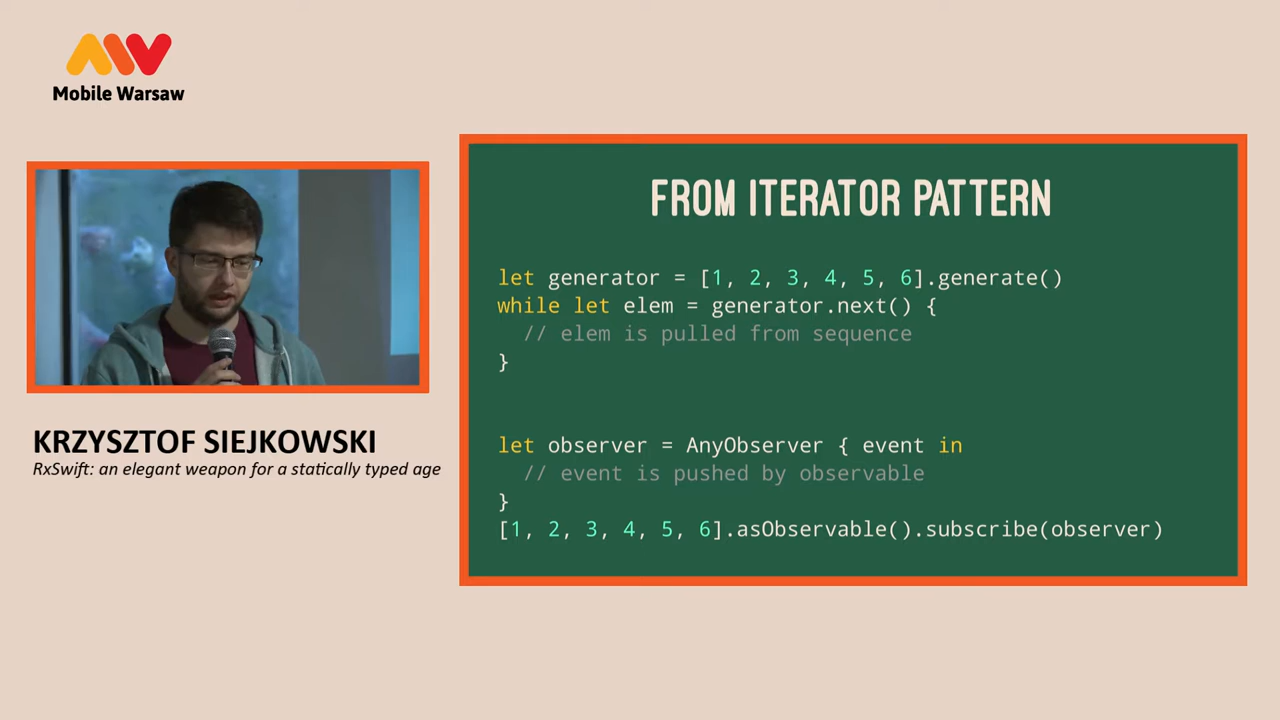 Mobile Warsaw
KRZYSZTOF SIEJKOWSKI
RxSwift: an elegant weapon for a statically typed age
FROM ITERATOR PATTERN
let generator = [1, 2, 3, 4, 5, 6].generate()
while let elem = generator.next() {
  // elem is pulled from sequence
}
let observer = AnyObserver { event in
  // event is pushed by observable
}
[1, 2, 3, 4, 5, 6].asObservable().subscribe(observer)